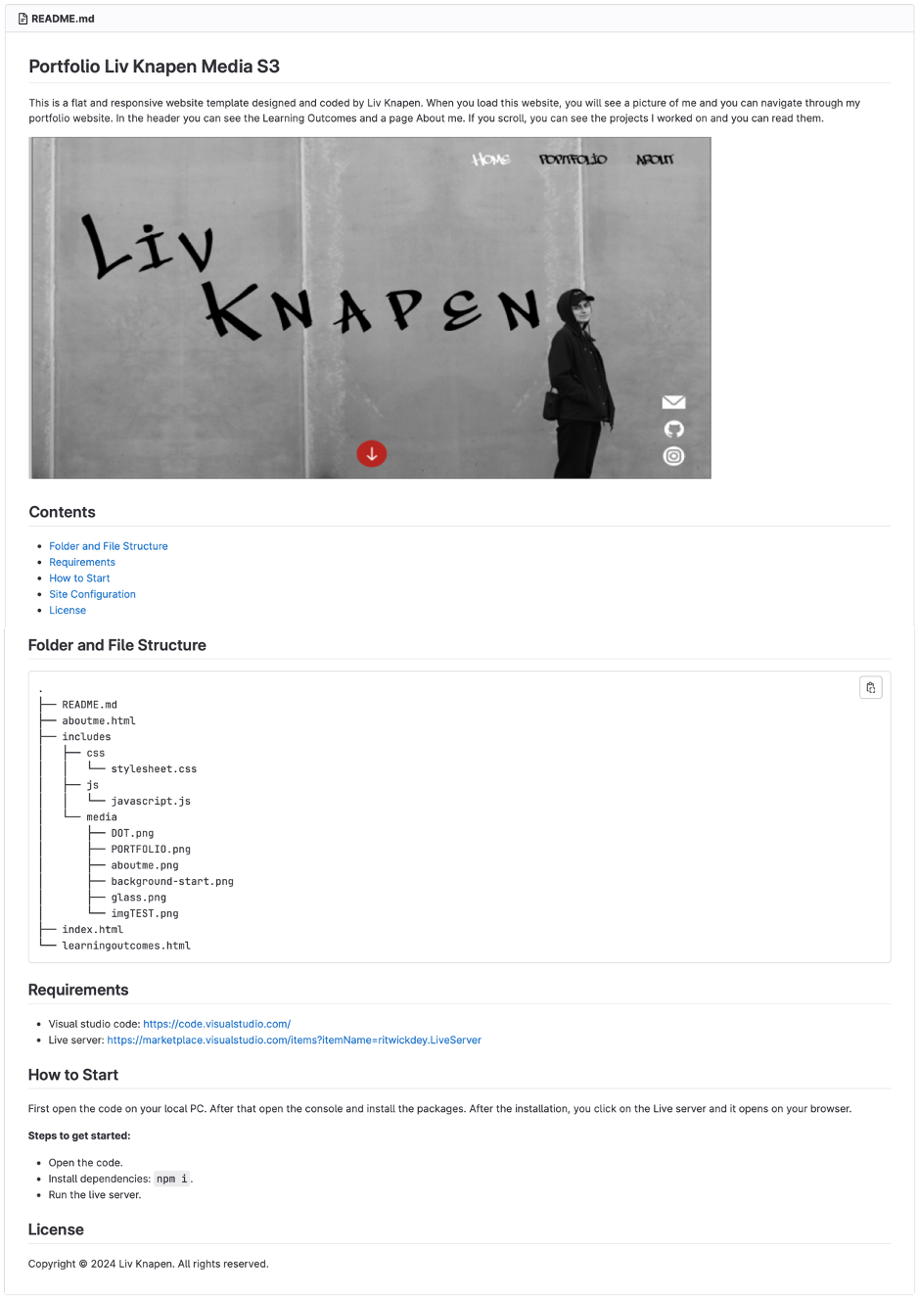 README.md
Portfolio Liv Knapen Media S3
This is a flat and responsive website template designed and coded by Liv Knapen. When you load this website, you will see a picture of me and you can navigate through my
portfolio website. In the header you can see the Learning Outcomes and a page About me. If you scroll, you can see the projects I worked on and you can read them.
HOME PORTFOLIO ABOUT
LIV
KNAPEN
Contents
• Folder and File Structure
• Requirements
• How to Start
• Site Configuration
• License
Folder and File Structure
.
├── README.md
├── aboutme.html
├── includes
│   ├── css
│   │   └── stylesheet.css
│   ├── js
│   │   └── javascript.js
│   └── media
│       ├── DOT.png
│       ├── PORTFOLIO.png
│       ├── aboutme.png
│       ├── background-start.png
│       ├── glass.png
│       └── imgTEST.png
├── index.html
└── learningoutcomes.html
Requirements
• Visual studio code: https://code.visualstudio.com/
• Live server: https://marketplace.visualstudio.com/items?itemName=ritwickdey.LiveServer
How to Start
First open the code on your local PC. After that open the console and install the packages. After the installation, you click on the Live server and it opens on your browser.
Steps to get started:
• Open the code.
• Install dependencies: npm i.
• Run the live server.
License
Copyright © 2024 Liv Knapen. All rights reserved.